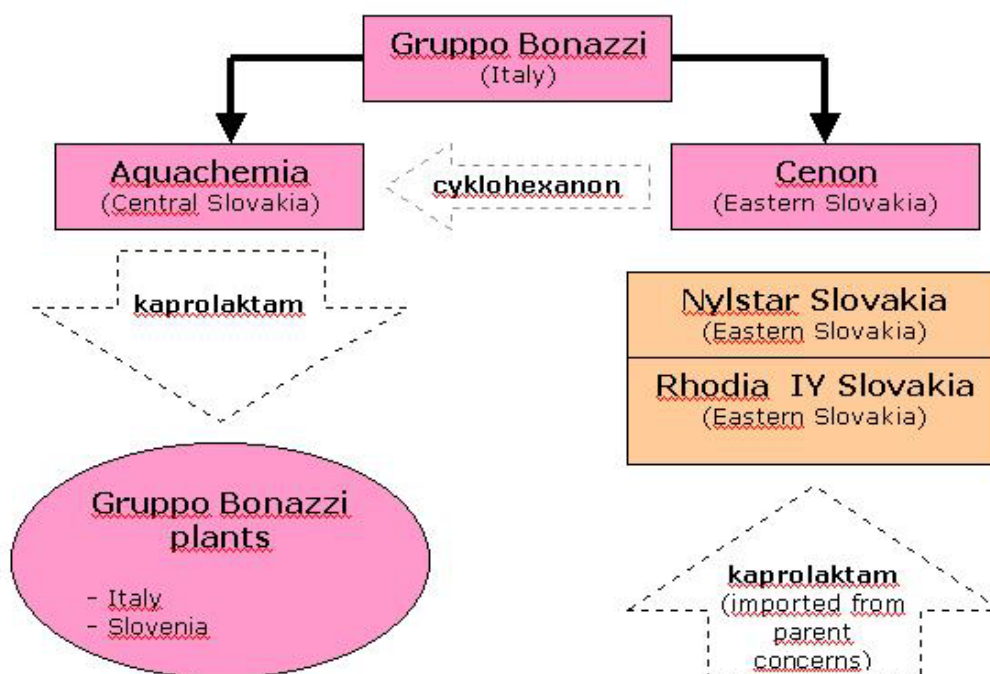 Gruppo Bonazzi
(Italy)
Aquachemia
(Central Slovakia)
cyklohexanon
Cenon
(Eastern Slovakia)
kaprolaktam
Nylstar Slovakia
(Eastern Slovakia)
Rhodia IY Slovakia
(Eastern Slovakia)
Gruppo Bonazzi
plants
- Italy
- Slovenia
kaprolaktam
(imported from
parent
concerns)